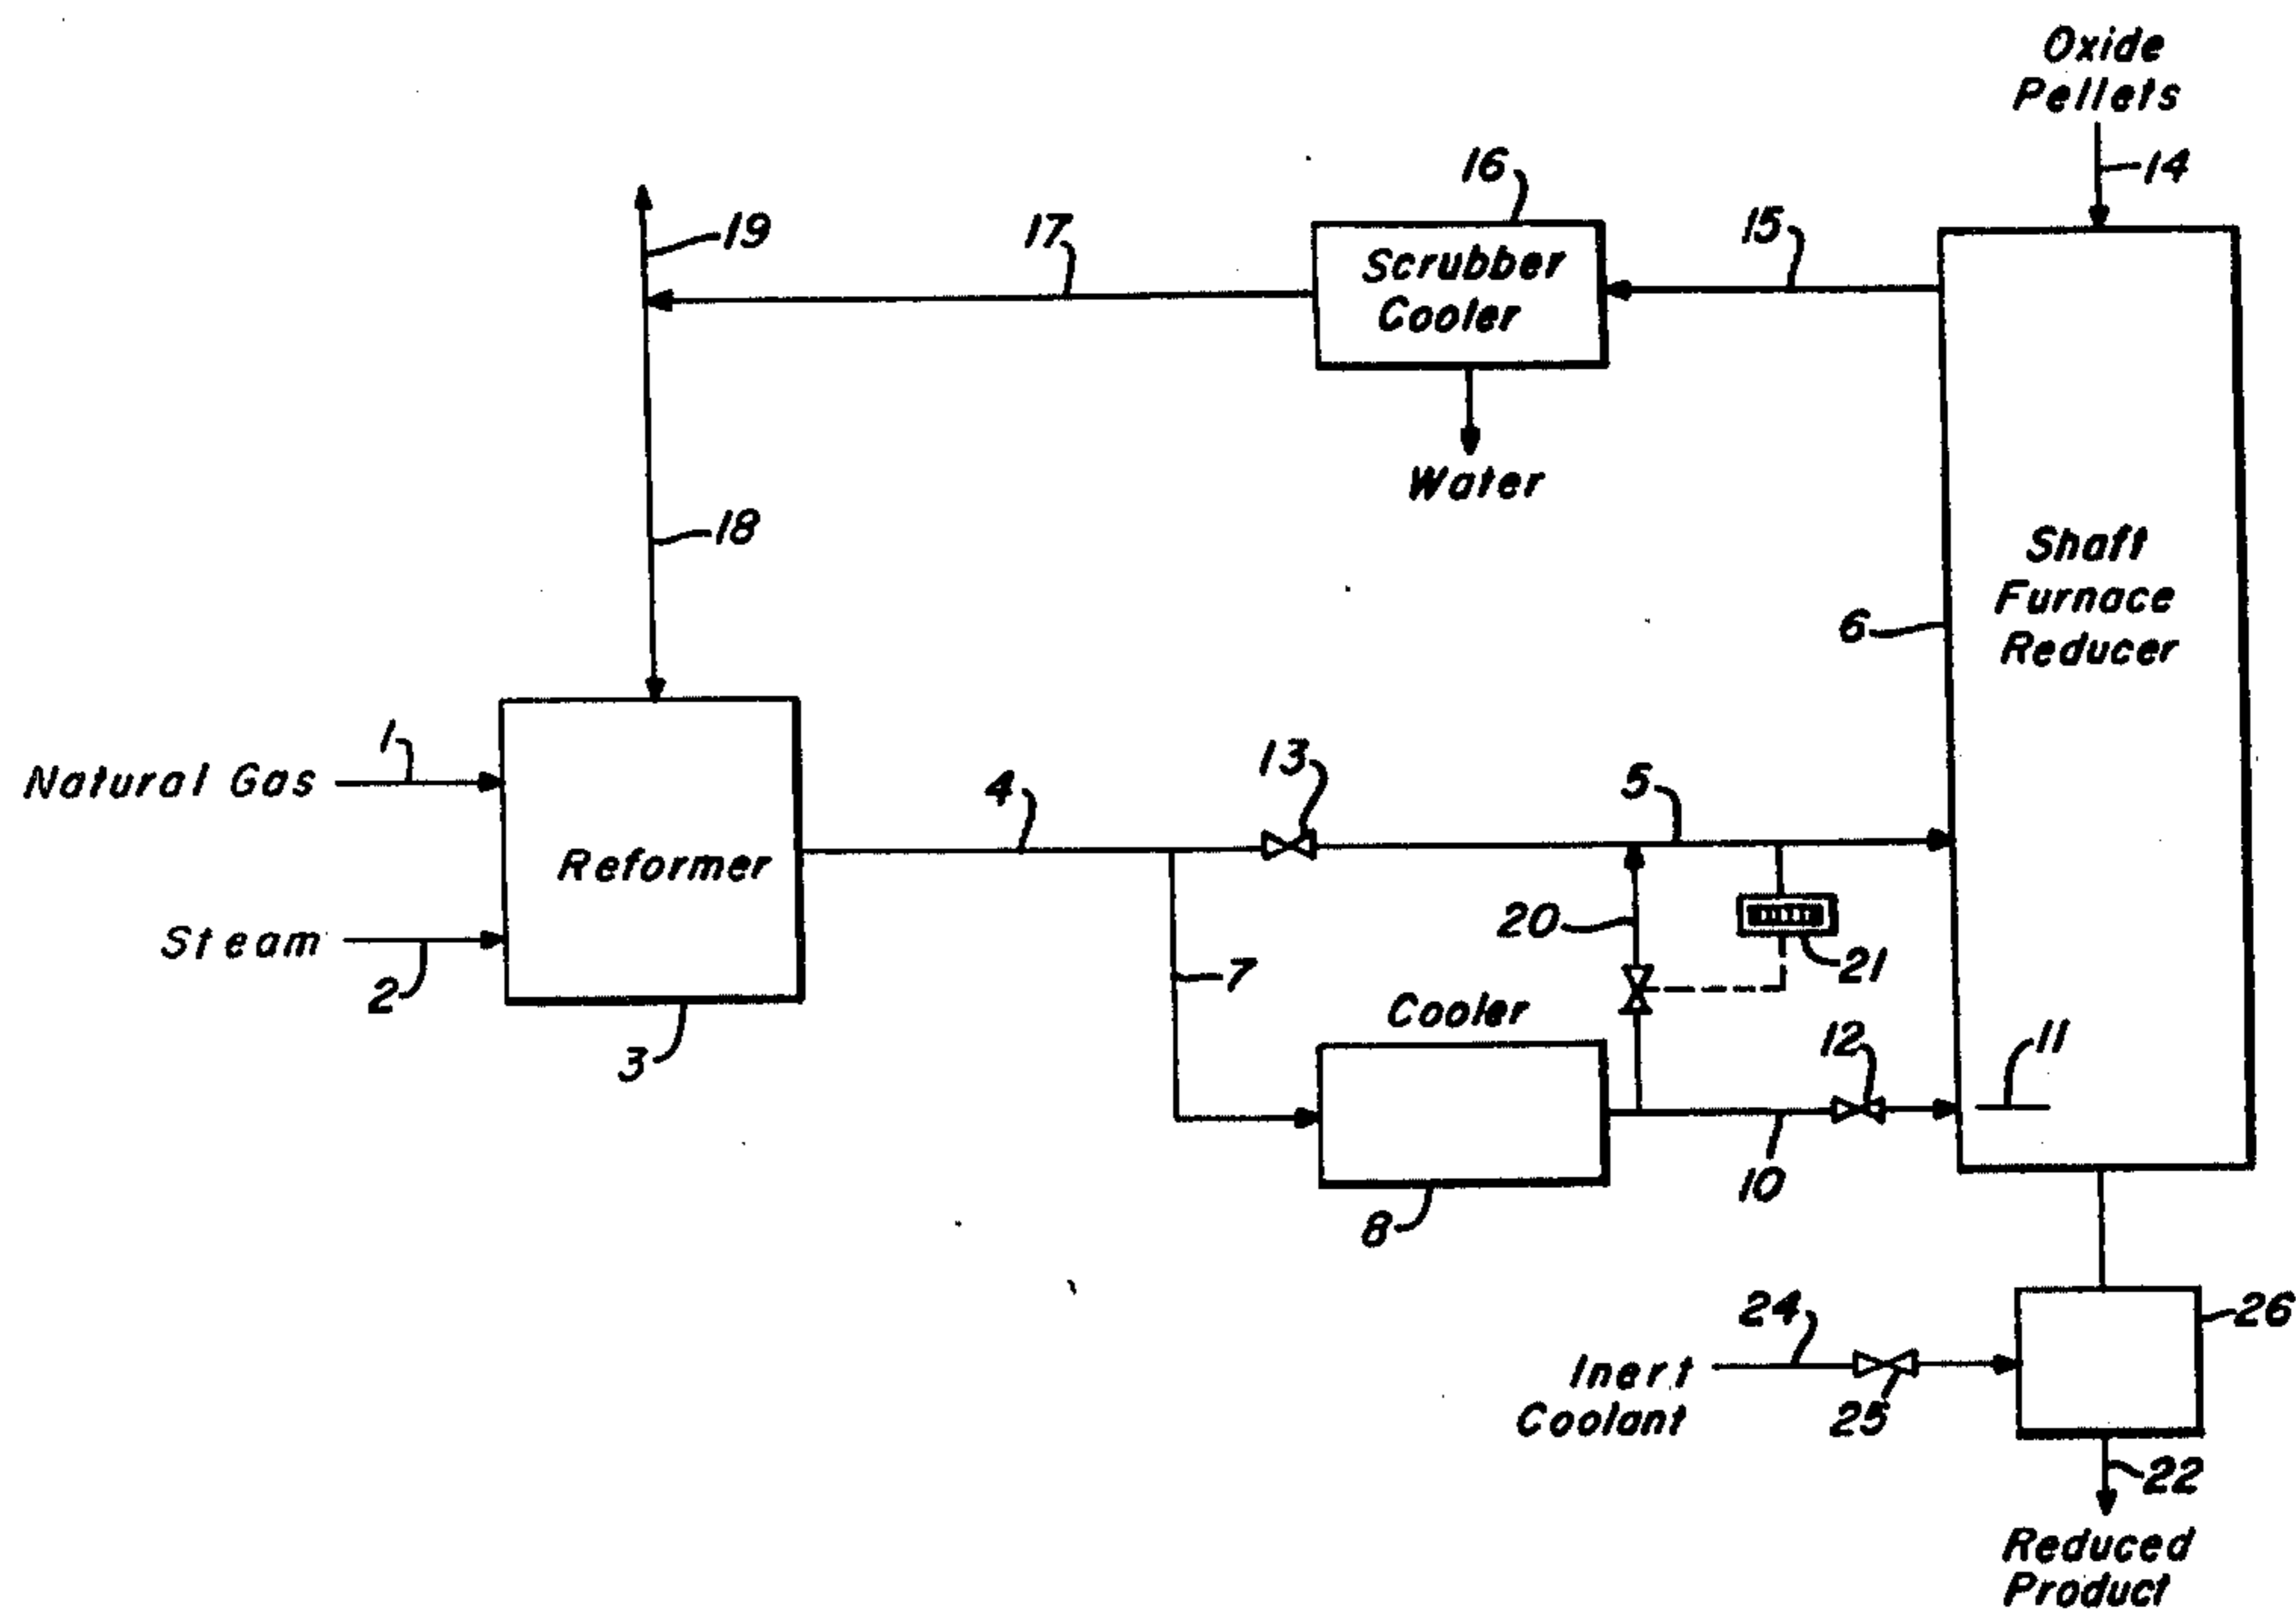 Oxide
Pellets
14
16
15
17
19
Scrubber
Cooler
Water
18
Shaft
Furnace
Reducer
6
1
Natural Gas
13
5
4
Reformer
20
21
Steam
2
7
3
Cooler
12
11
10
8
24
26
Inert
Coolant
25
22
Reduced
Product